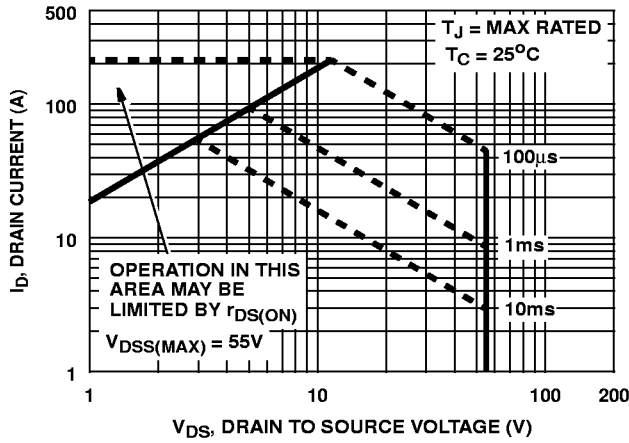 500
T_J = MAX RATED
T_C = 25°C
100
100µs
I_D, DRAIN CURRENT (A)
10
1ms
OPERATION IN THIS
AREA MAY BE
LIMITED BY r_DS(ON)
10ms
V_DSS(MAX) = 55V
1
1
10
100
200
V_DS, DRAIN TO SOURCE VOLTAGE (V)